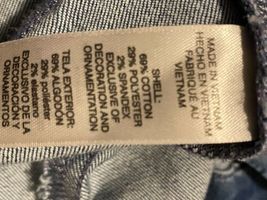 MADE IN VIETNAM
HECHO EN VIETNAM
FABRIQUÉ AU
VIETNAM
SHELL:
69% COTTON
29% POLYESTER
2% SPANDEX
EXCLUSIVE OF
DECORATION AND
ORNAMENTATION
TELA EXTERIOR:
69% ALGODÓN
29% poliéster
2% elastano
EXCLUSIVO DE LA
DECORACIÓN Y
ORNAMENTOS